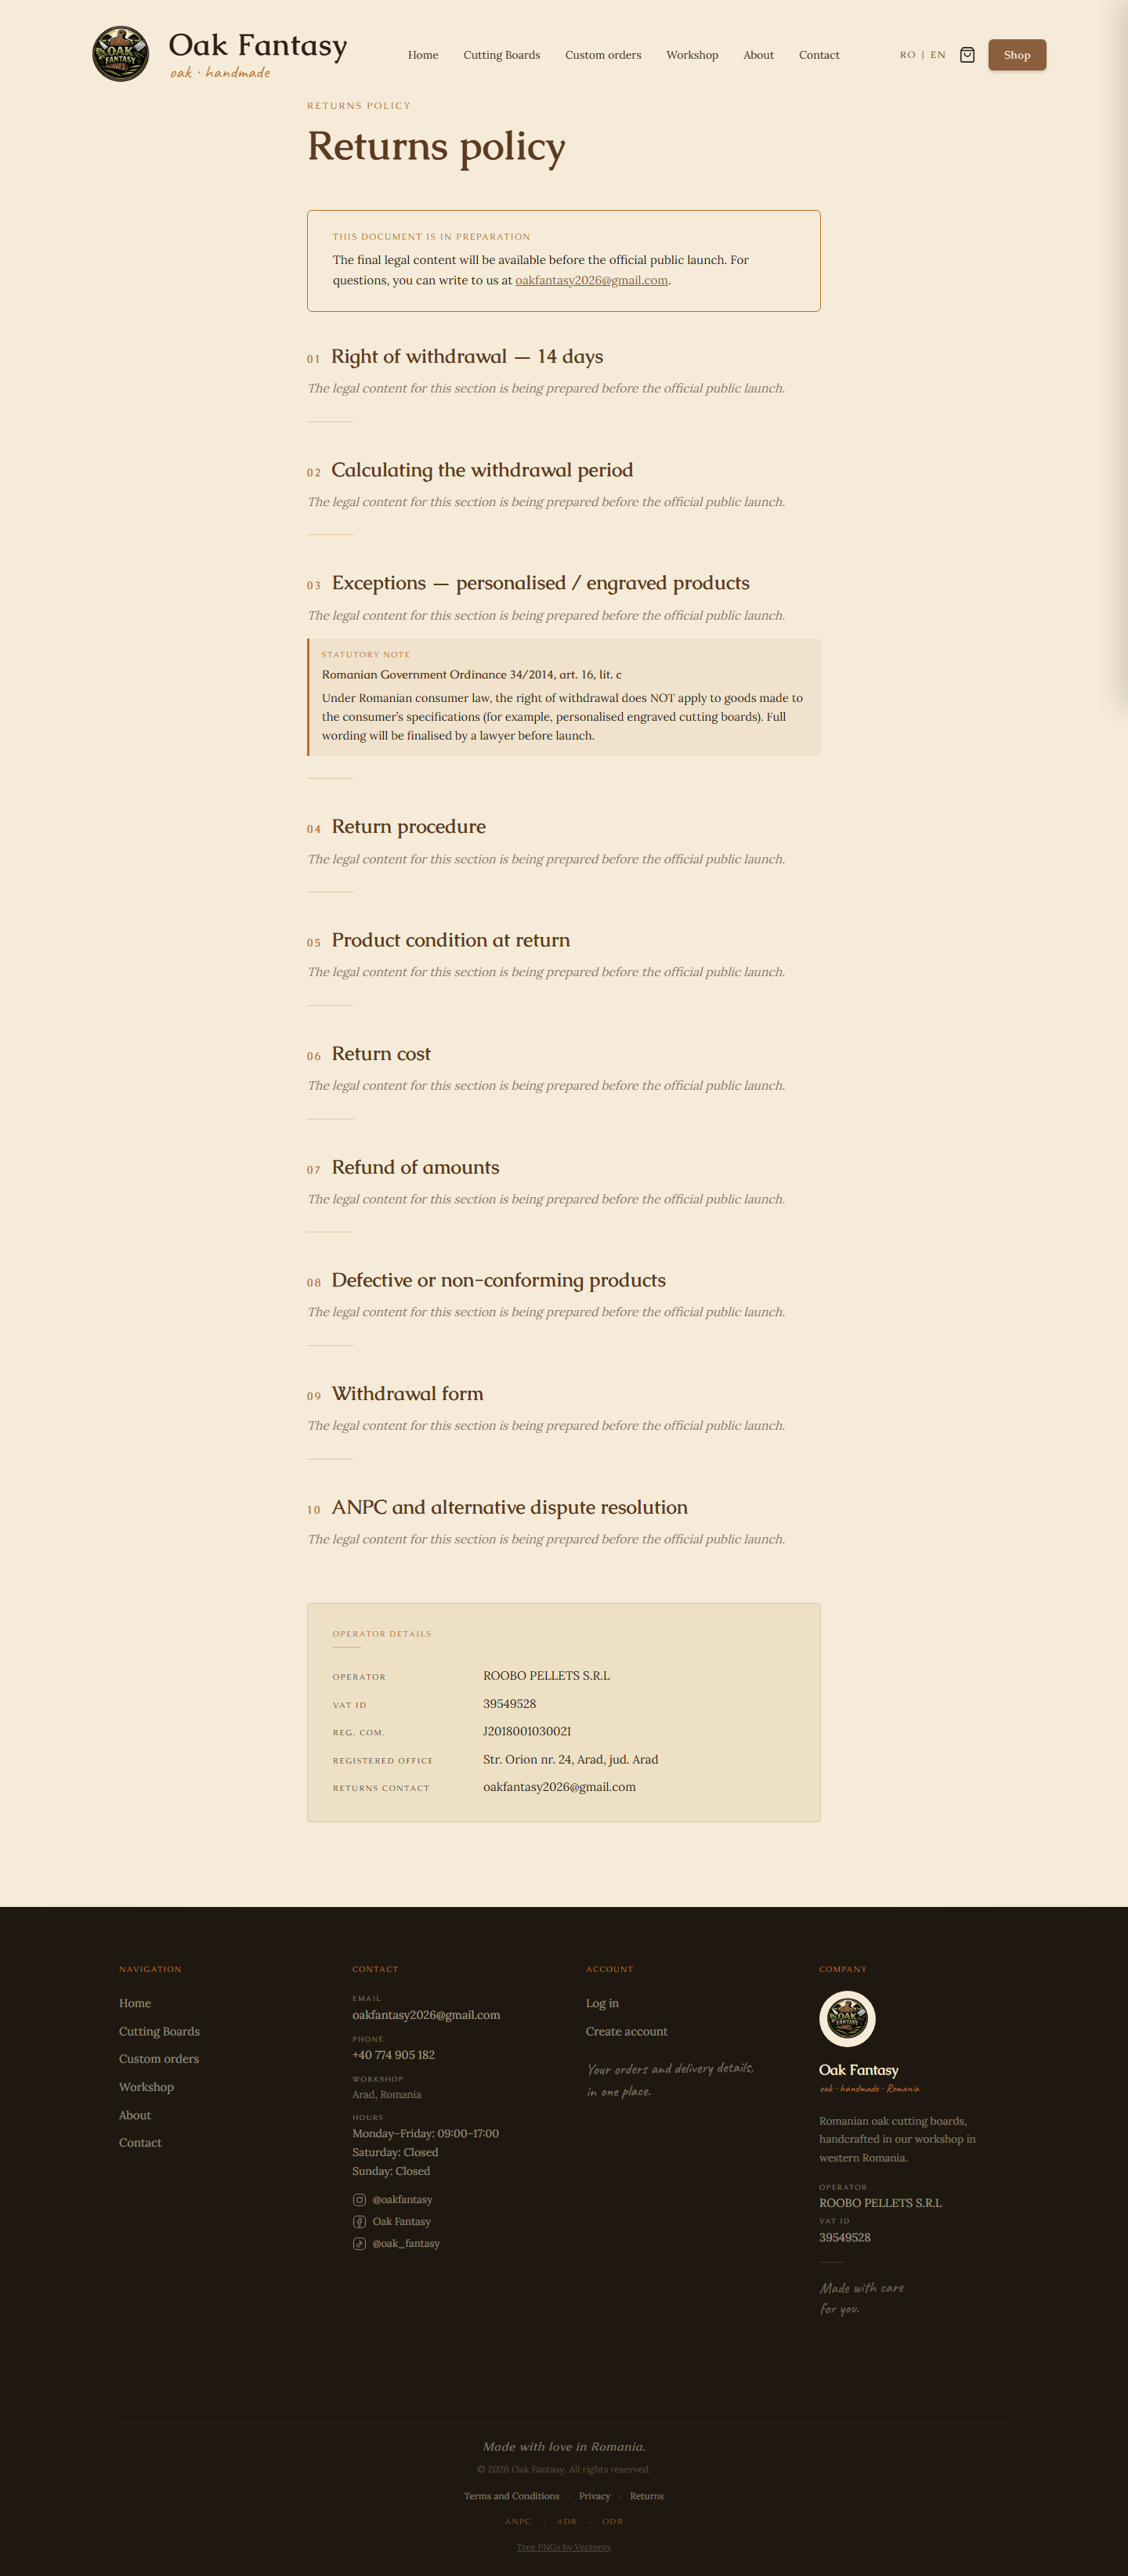 OAK
FANTASY
Oak Fantasy
oak · handmade
Home
Cutting Boards
Custom orders
Workshop
About
Contact
RO | EN
Shop
RETURNS POLICY
Returns policy
THIS DOCUMENT IS IN PREPARATION
The final legal content will be available before the official public launch. For
questions, you can write to us at oakfantasy2026@gmail.com.
01 Right of withdrawal — 14 days
The legal content for this section is being prepared before the official public launch.
02 Calculating the withdrawal period
The legal content for this section is being prepared before the official public launch.
03 Exceptions — personalised / engraved products
The legal content for this section is being prepared before the official public launch.
STATUTORY NOTE
Romanian Government Ordinance 34/2014, art. 16, lit. c
Under Romanian consumer law, the right of withdrawal does NOT apply to goods made to
the consumer’s specifications (for example, personalised engraved cutting boards). Full
wording will be finalised by a lawyer before launch.
04 Return procedure
The legal content for this section is being prepared before the official public launch.
05 Product condition at return
The legal content for this section is being prepared before the official public launch.
06 Return cost
The legal content for this section is being prepared before the official public launch.
07 Refund of amounts
The legal content for this section is being prepared before the official public launch.
08 Defective or non-conforming products
The legal content for this section is being prepared before the official public launch.
09 Withdrawal form
The legal content for this section is being prepared before the official public launch.
10 ANPC and alternative dispute resolution
The legal content for this section is being prepared before the official public launch.
OPERATOR DETAILS
OPERATOR ROOBO PELLETS S.R.L
VAT ID 39549528
REG. COM. J2018001030021
REGISTERED OFFICE Str. Orion nr. 24, Arad, jud. Arad
RETURNS CONTACT oakfantasy2026@gmail.com
NAVIGATION
Home
Cutting Boards
Custom orders
Workshop
About
Contact
CONTACT
EMAIL
oakfantasy2026@gmail.com
PHONE
+40 774 905 182
WORKSHOP
Arad, Romania
HOURS
Monday–Friday: 09:00–17:00
Saturday: Closed
Sunday: Closed
@oakfantasy
Oak Fantasy
@oak_fantasy
ACCOUNT
Log in
Create account
Your orders and delivery details,
in one place.
COMPANY
OAK
FANTASY
Oak Fantasy
oak · handmade · Romania
Romanian oak cutting boards,
handcrafted in our workshop in
western Romania.
OPERATOR
ROOBO PELLETS S.R.L
VAT ID
39549528
Made with care
for you.
Made with love in Romania.
© 2026 Oak Fantasy. All rights reserved.
Terms and Conditions · Privacy · Returns
ANPC · ADR · ODR
Tree PNGs by Vecteezy